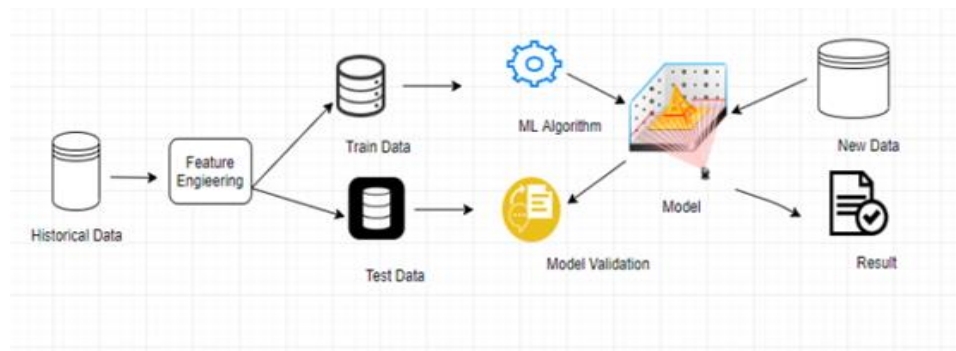 Historical Data
Feature
Engieering
Train Data
Test Data
ML Algorithm
Model Validation
Model
New Data
Result